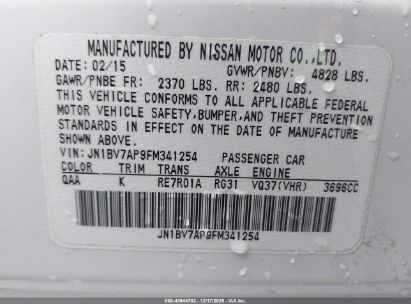 MANUFACTURED BY NISSAN MOTOR CO.,LTD.
DATE: 02/15 GVWR/PNBV: 4828 LBS.
GAWR/PNBE FR: 2370 LBS. RR: 2480 LBS.
THIS VEHICLE CONFORMS TO ALL APPLICABLE FEDERAL
MOTOR VEHICLE SAFETY,BUMPER,AND THEFT PREVENTION
STANDARDS IN EFFECT ON THE DATE OF MANUFACTURE
SHOWN ABOVE.
VIN: JN1BV7AP9FM341254 PASSENGER CAR
COLOR TRIM TRANS AXLE ENGINE
QAA K RE7R01A RG31 VQ37(VHR) 3696CC
JN1BV7AP9FM341254